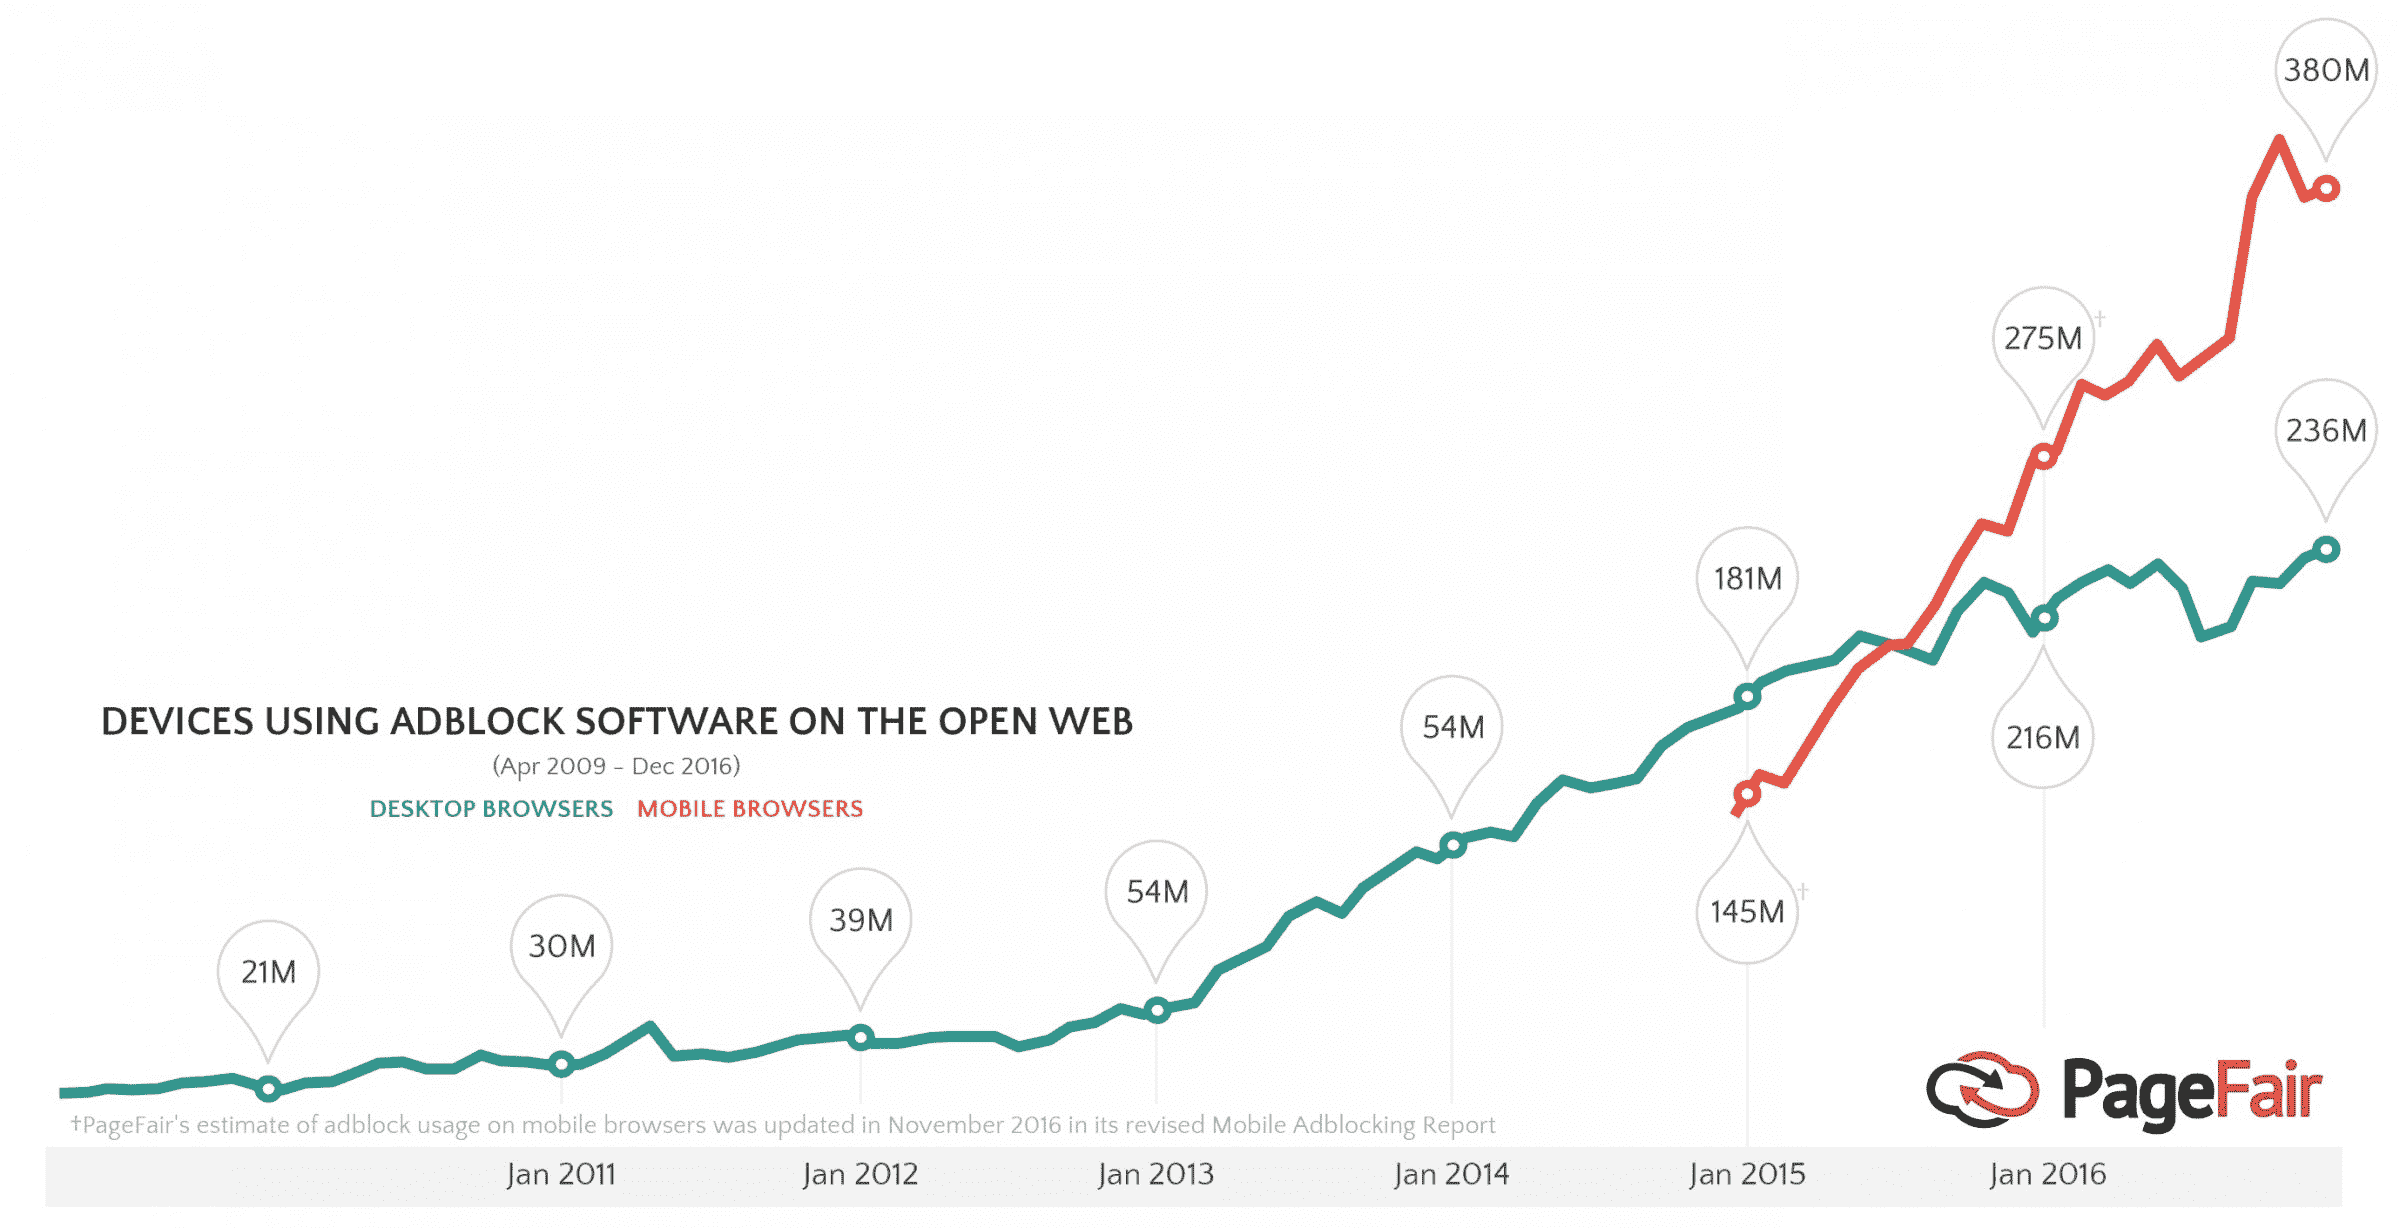 380M
275M†
236M
181M
54M
DEVICES USING ADBLOCK SOFTWARE ON THE OPEN WEB
(Apr 2009 - Dec 2016)
DESKTOP BROWSERS MOBILE BROWSERS
216M
54M
39M
30M
21M
145M†
PageFair
†PageFair's estimate of adblock usage on mobile browsers was updated in November 2016 in its revised Mobile Adblocking Report
Jan 2011 Jan 2012 Jan 2013 Jan 2014 Jan 2015 Jan 2016